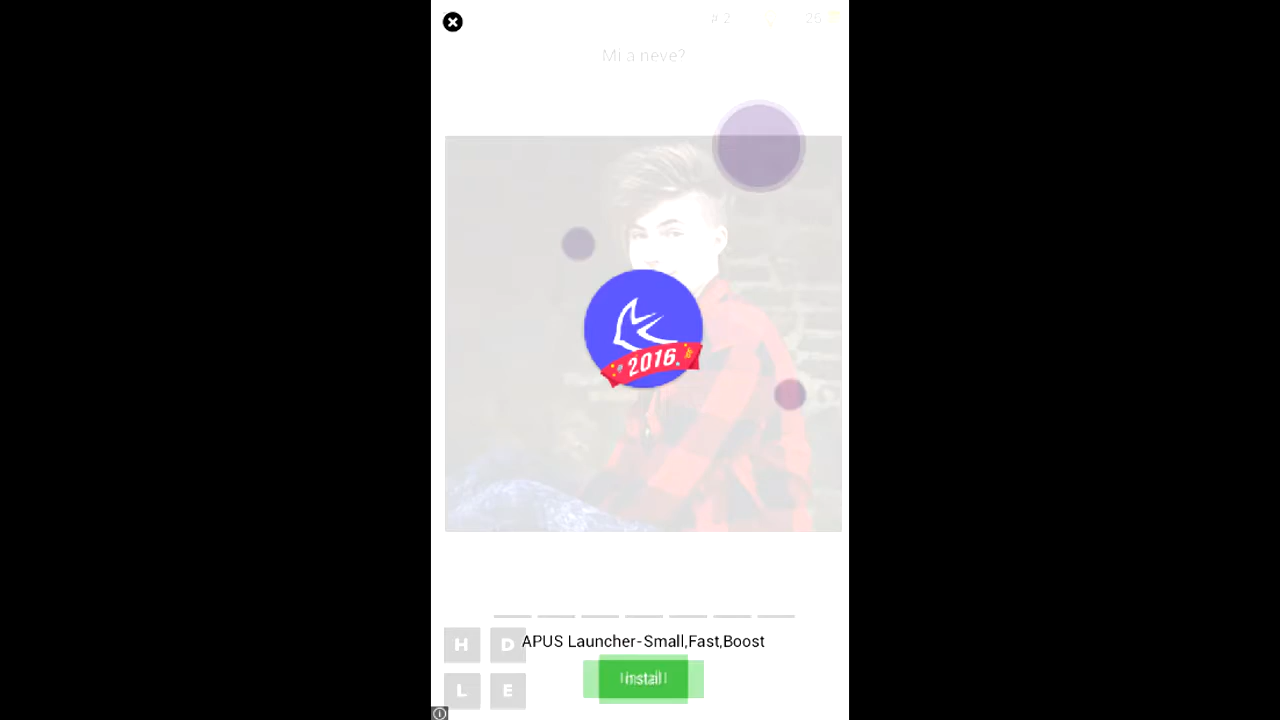 # 2 26
Mi a neve?
2016.
APUS Launcher-Small,Fast,Boost
H D
L E
Install